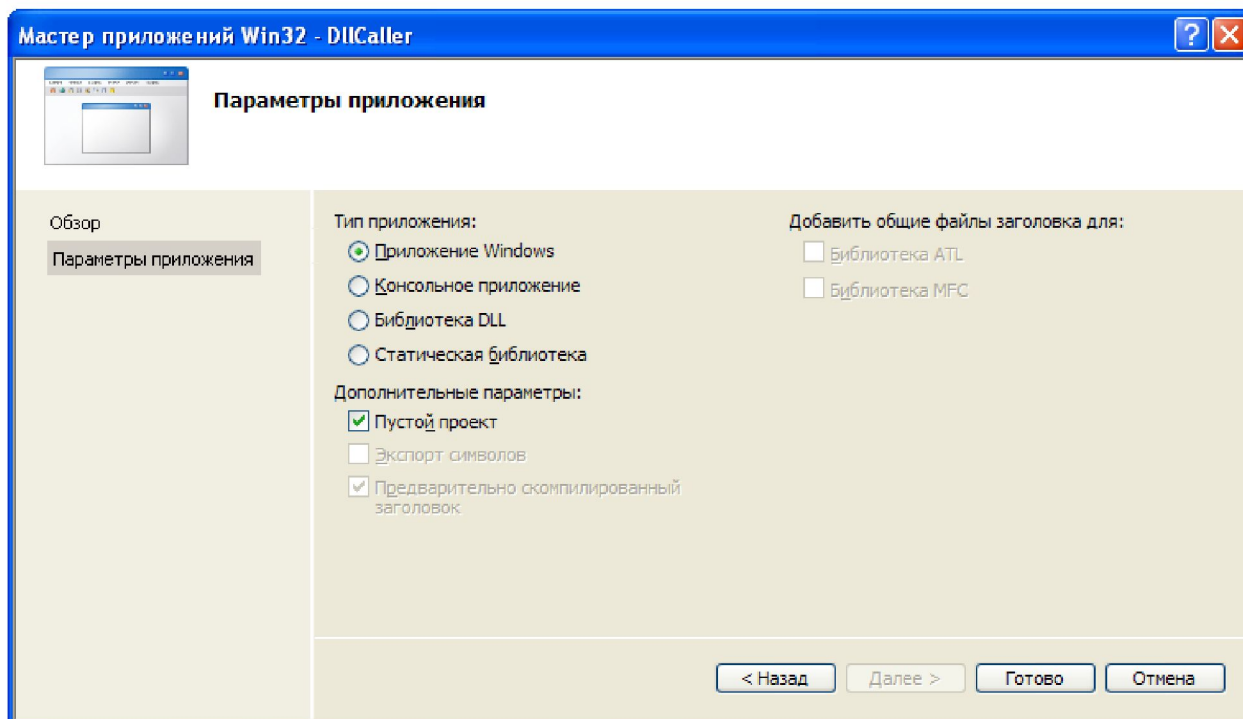 Мастер приложений Win32 - DllCaller
Параметры приложения
Обзор
Параметры приложения
Тип приложения:
Приложение Windows
Консольное приложение
Библиотека DLL
Статическая библиотека
Дополнительные параметры:
Пустой проект
Экспорт символов
Предварительно скомпилированный
заголовок
Добавить общие файлы заголовка для:
Библиотека ATL
Библиотека MFC
< Назад
Далее >
Готово
Отмена